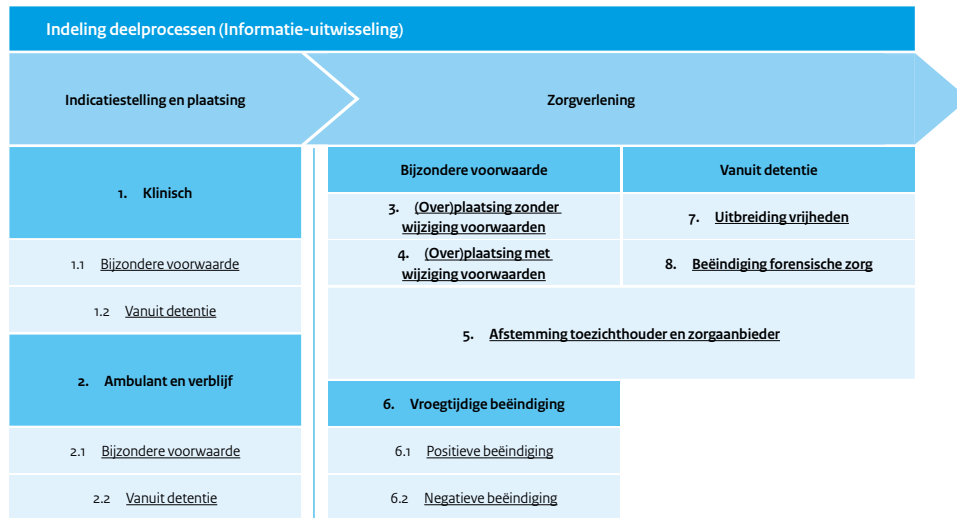 Indeling deelprocessen (Informatie-uitwisseling)
Indicatiestelling en plaatsing
Zorgverlening
1. Klinisch
1.1 Bijzondere voorwaarde
1.2 Vanuit detentie
2. Ambulant en verblijf
2.1 Bijzondere voorwaarde
2.2 Vanuit detentie
Bijzondere voorwaarde
3. (Over)plaatsing zonder
wijziging voorwaarden
4. (Over)plaatsing met
wijziging voorwaarden
Vanuit detentie
7. Uitbreiding vrijheden
8. Beëindiging forensische zorg
5. Afstemming toezichthouder en zorgaanbieder
6. Vroegtijdige beëindiging
6.1 Positieve beëindiging
6.2 Negatieve beëindiging